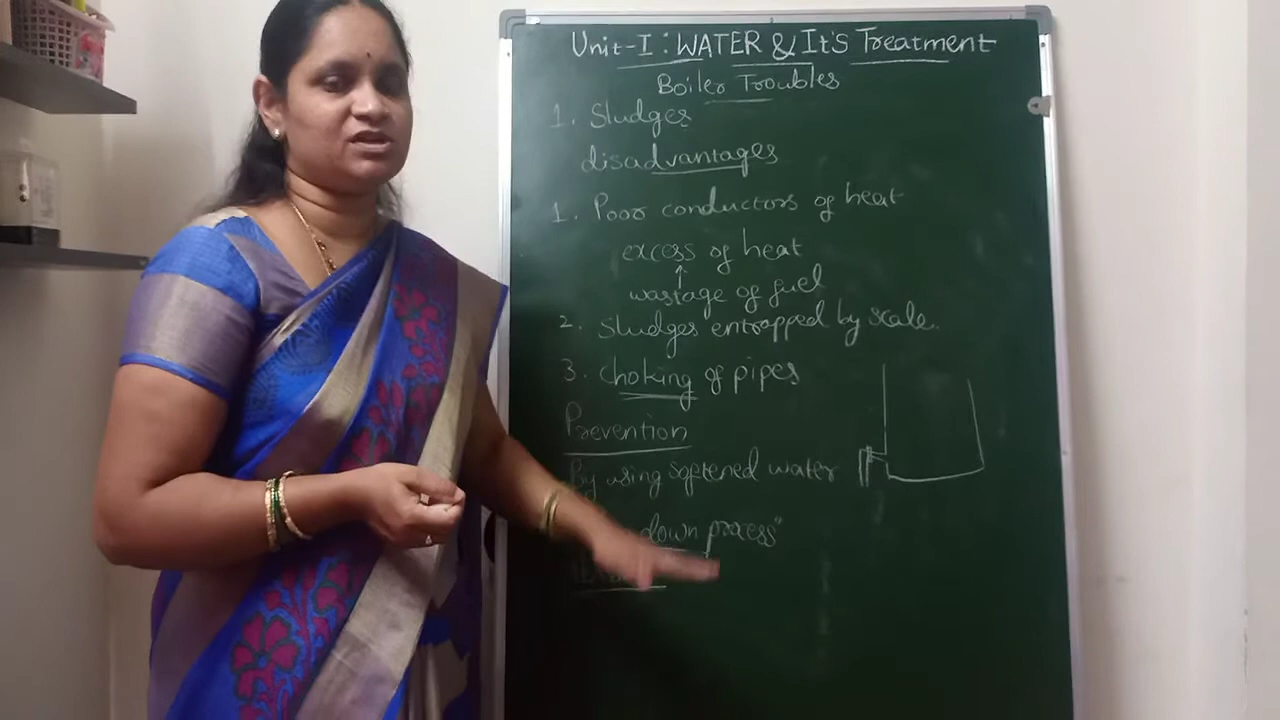 Unit-I : WATER & It's Treatment
Boiler Troubles
1. Sludges
disadvantages
1. Poor conductors of heat
excess of heat
↑
wastage of fuel
2. Sludges entrapped by scale.
3. Choking of pipes
Prevention
By using softened water
down process"